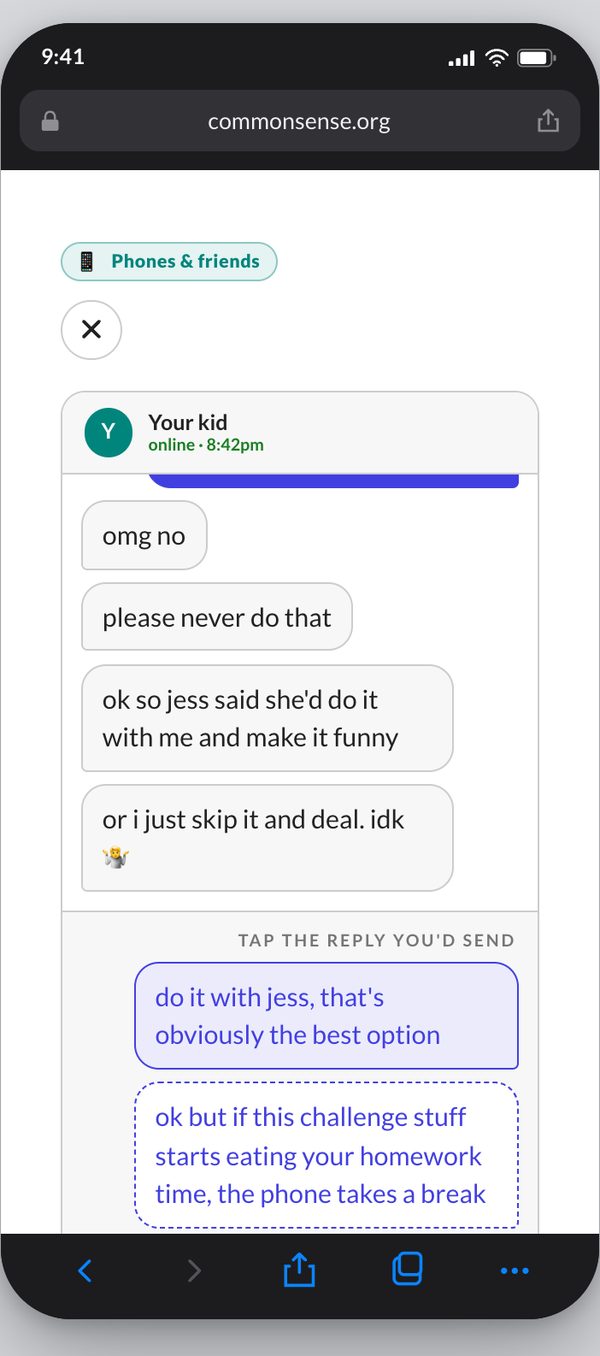 9:41
commonsense.org
Phones & friends
Y
Your kid
online · 8:42pm
omg no
please never do that
ok so jess said she'd do it
with me and make it funny
or i just skip it and deal. idk
🤷
TAP THE REPLY YOU'D SEND
do it with jess, that's
obviously the best option
ok but if this challenge stuff
starts eating your homework
time, the phone takes a break